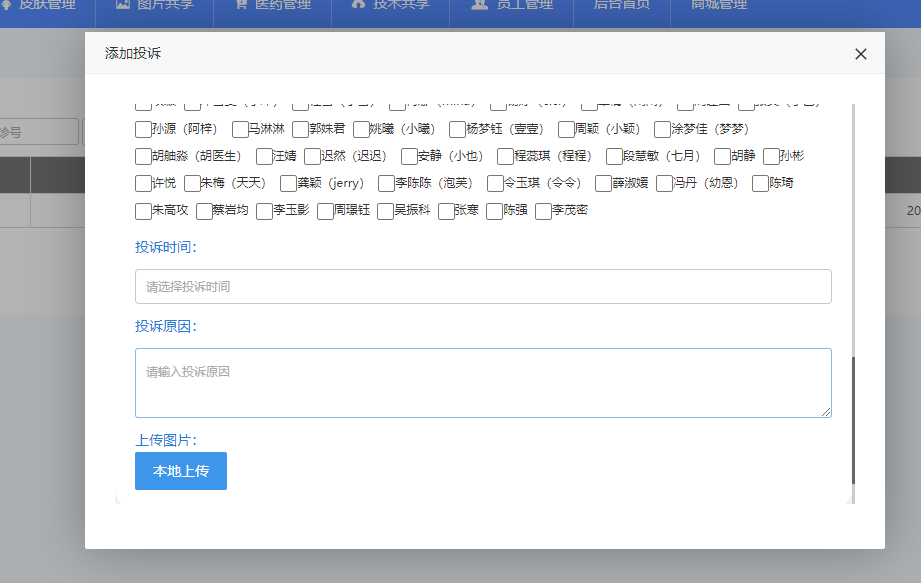 皮肤管理 图片共享 医药管理 技术共享 员工管理 后台首页 商城管理
添加投诉
诊号
孙源（阿梓） 马淋淋 郭姝君 姚曦（小曦） 杨梦钰（壹壹） 周颖（小颖） 涂梦佳（梦梦）
胡舳淼（胡医生） 汪婧 迟然（迟迟） 安静（小也） 程蕊琪（程程） 段慧敏（七月） 胡静 孙彬
许悦 朱梅（天天） 龚颖（jerry） 李陈陈（泡芙） 令玉琪（令令） 薛淑媛 冯丹（幼恩） 陈琦
20
朱高攻 蔡岩均 李玉影 周璟钰 吴振科 张寒 陈强 李茂密
投诉时间：
请选择投诉时间
投诉原因：
请输入投诉原因
上传图片：
本地上传